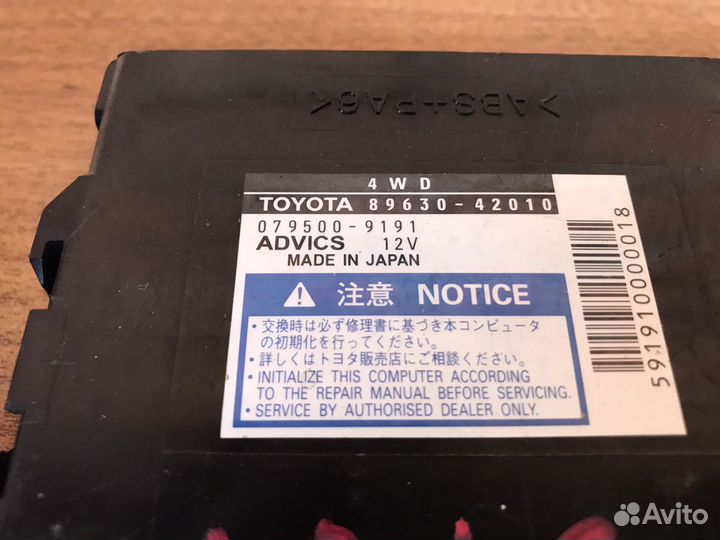 >ABS+PA6<
4WD
TOYOTA 89630-42010
079500-9191
ADVICS 12V
MADE IN JAPAN
注意 NOTICE
・交換時は必ず修理書に基づき本コンピュータ
の初期化を行ってください。
・詳しくはトヨタ販売店にご相談ください。
・INITIALIZE THIS COMPUTER ACCORDING
TO THE REPAIR MANUAL BEFORE SERVICING.
・SERVICE BY AUTHORISED DEALER ONLY.
5919100000018
Avito